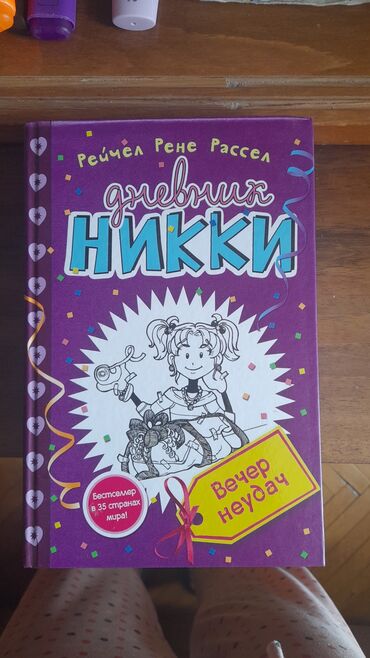 Рейчел Рене Рассел
дневник
НИККИ
Бестселлер
в 35 странах
мира!
Вечер
неудач